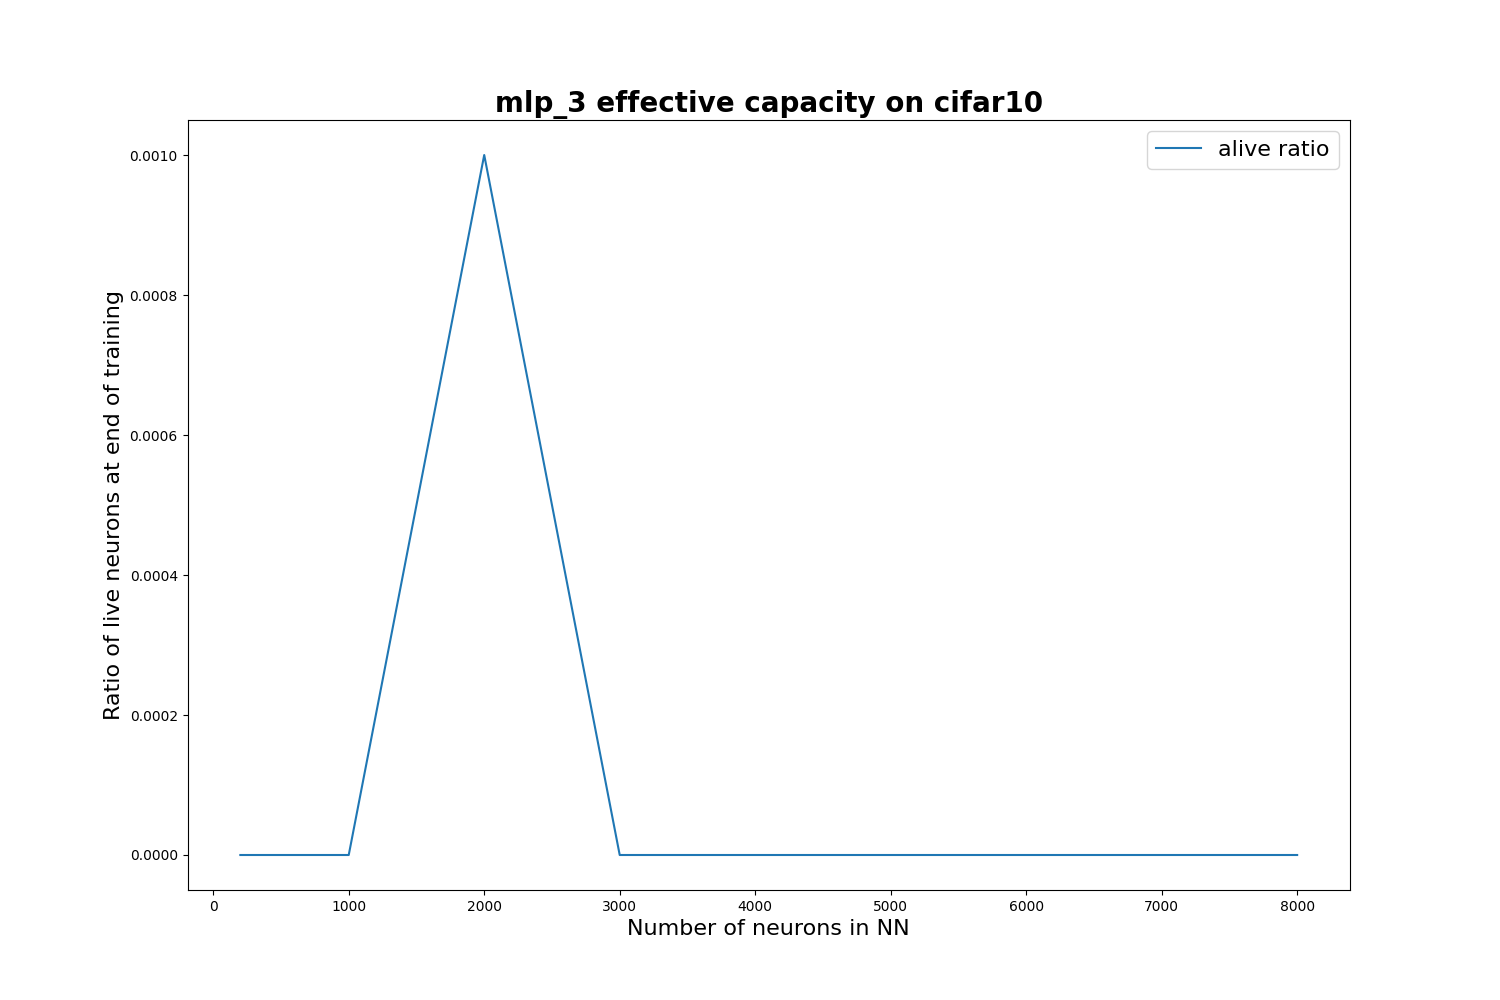 mlp_3 effective capacity on cifar10
alive ratio
Ratio of live neurons at end of training
0.0010
0.0008
0.0006
0.0004
0.0002
0.0000
0 1000 2000 3000 4000 5000 6000 7000 8000
Number of neurons in NN